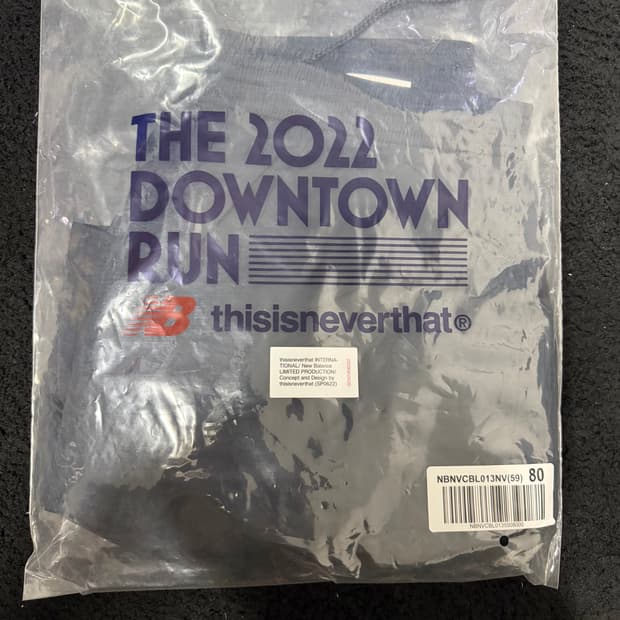 THE 2022
DOWNTOWN
RUN
NB thisisneverthat®
thisisneverthat INTERNA-
TIONAL/ New Balance
LIMITED PRODUCTION/
Concept and Design by
thisisneverthat (SP0622)
NBNVCBL013NV(59) 80